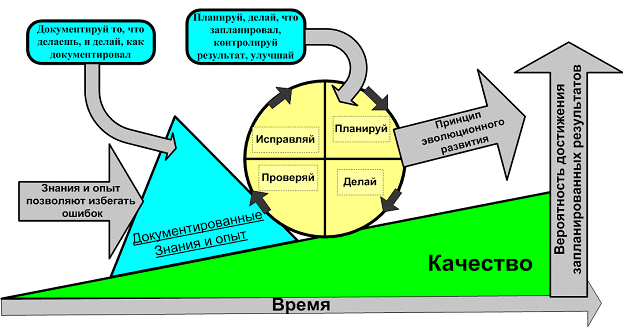 Документируй то, что
делаешь, и делай, как
документировал
Планируй, делай, что
запланировал,
контролируй
результат, улучшай
Исправляй
Планируй
Проверяй
Делай
Принцип
эволюционного
развития
Вероятность достижения
запланированных результатов
Знания и опыт
позволяют избегать
ошибок
Документированные
Знания и опыт
Качество
Время